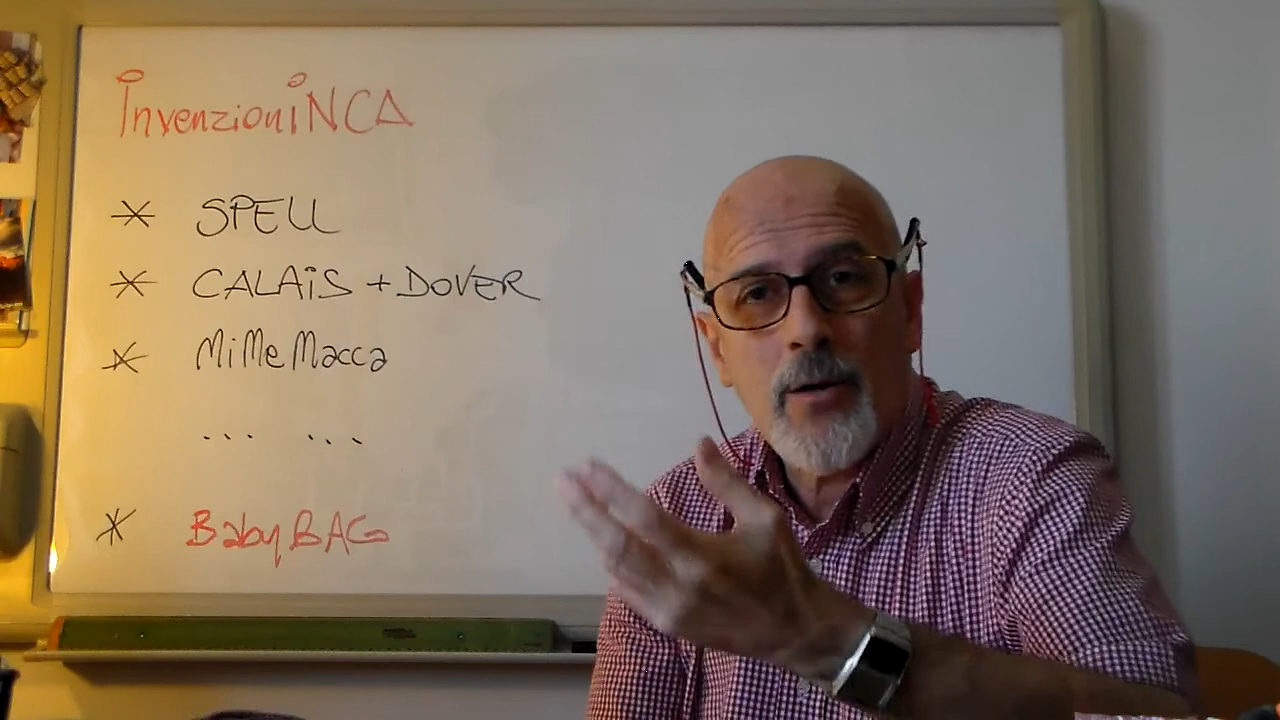 InvenzioniNCA
* SPELL
* CALAiS + DOVER
* MiMeMacca
... ...
* BabyBAG